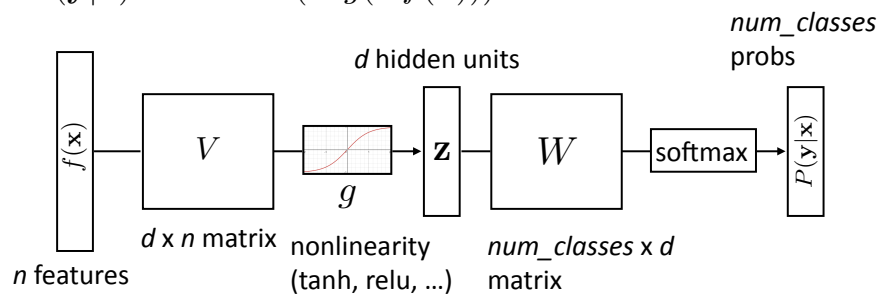 num_classes
probs
d hidden units
f(x)
V
z
W
softmax
P(y|x)
g
d x n matrix
nonlinearity
(tanh, relu, …)
num_classes x d
matrix
n features